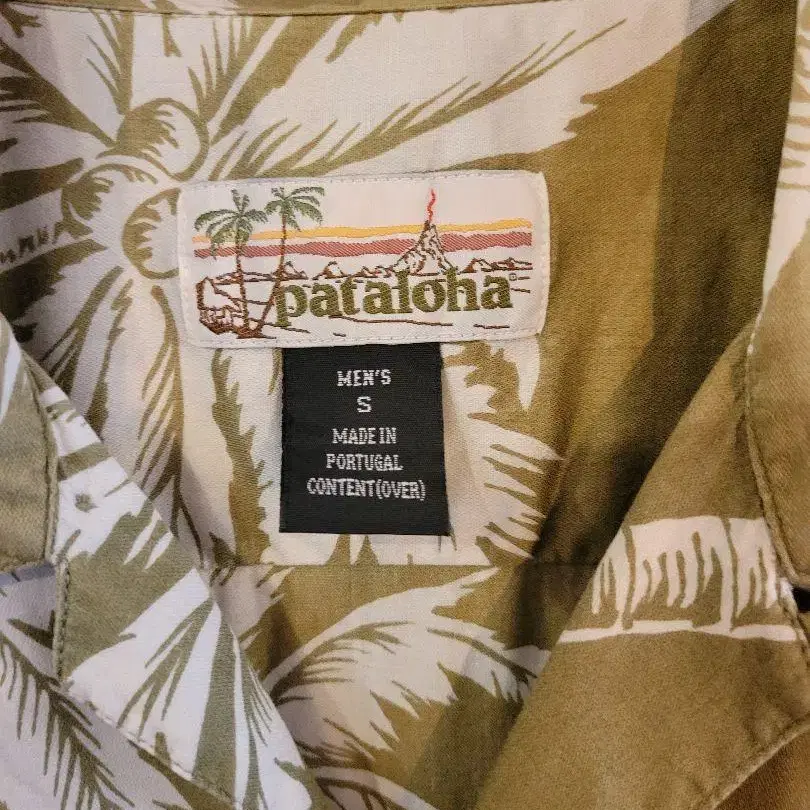 pataloha®
MEN'S
S
MADE IN
PORTUGAL
CONTENT(OVER)